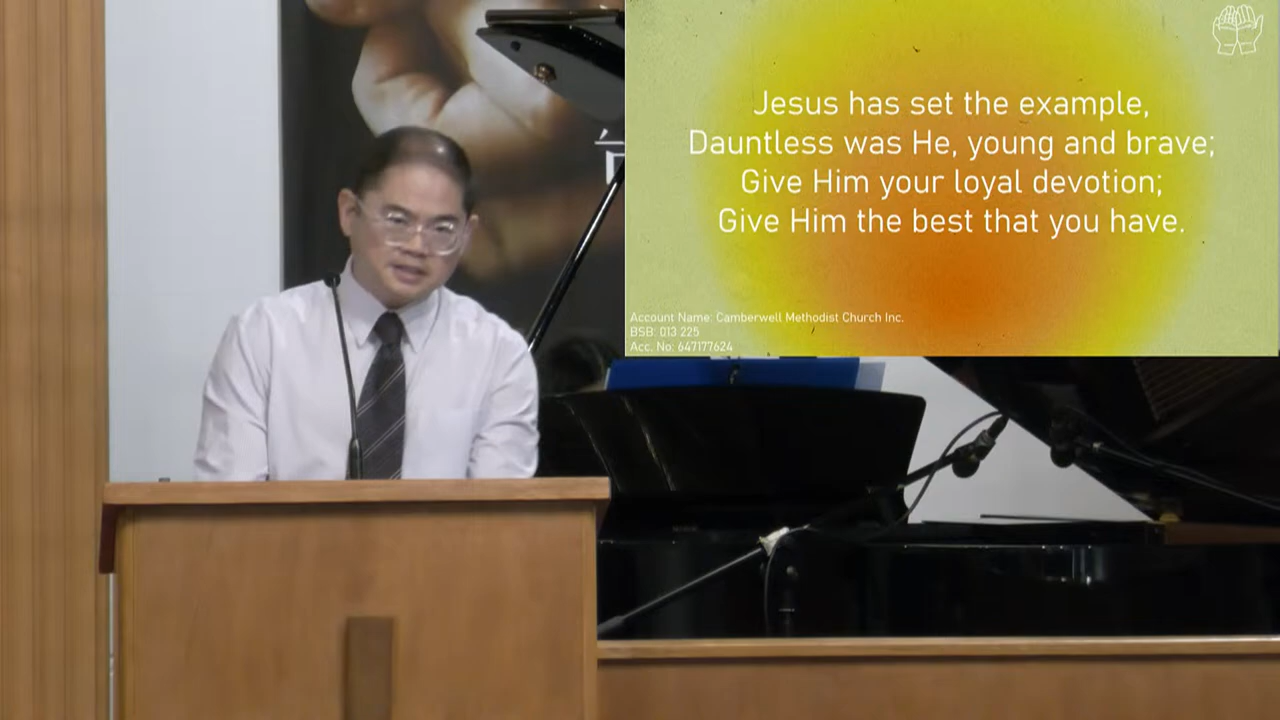 Jesus has set the example,
Dauntless was He, young and brave;
Give Him your loyal devotion;
Give Him the best that you have.
Account Name: Camberwell Methodist Church Inc.
BSB: 013 225
Acc. No: 647177624